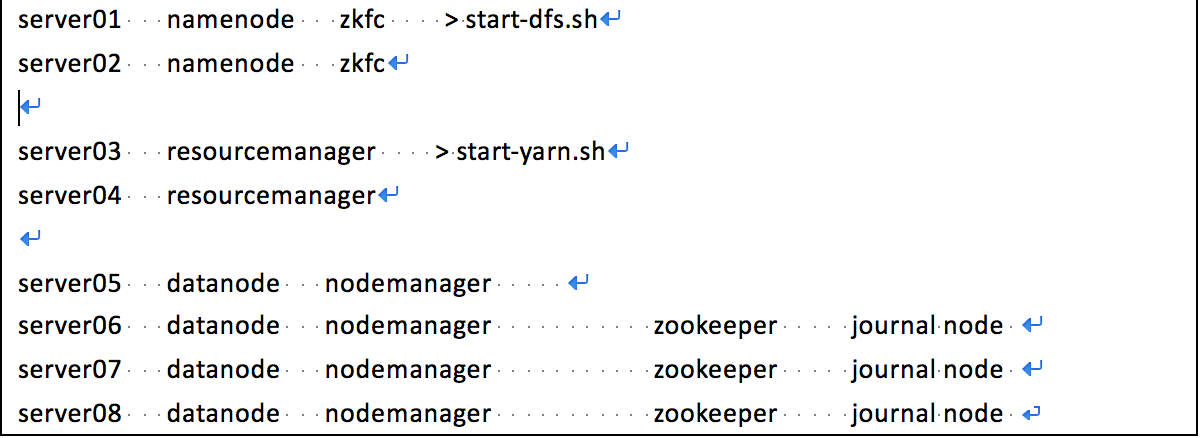 server01 namenode zkfc > start-dfs.sh
server02 namenode zkfc
server03 resourcemanager > start-yarn.sh
server04 resourcemanager
server05 datanode nodemanager
server06 datanode nodemanager zookeeper journal node
server07 datanode nodemanager zookeeper journal node
server08 datanode nodemanager zookeeper journal node